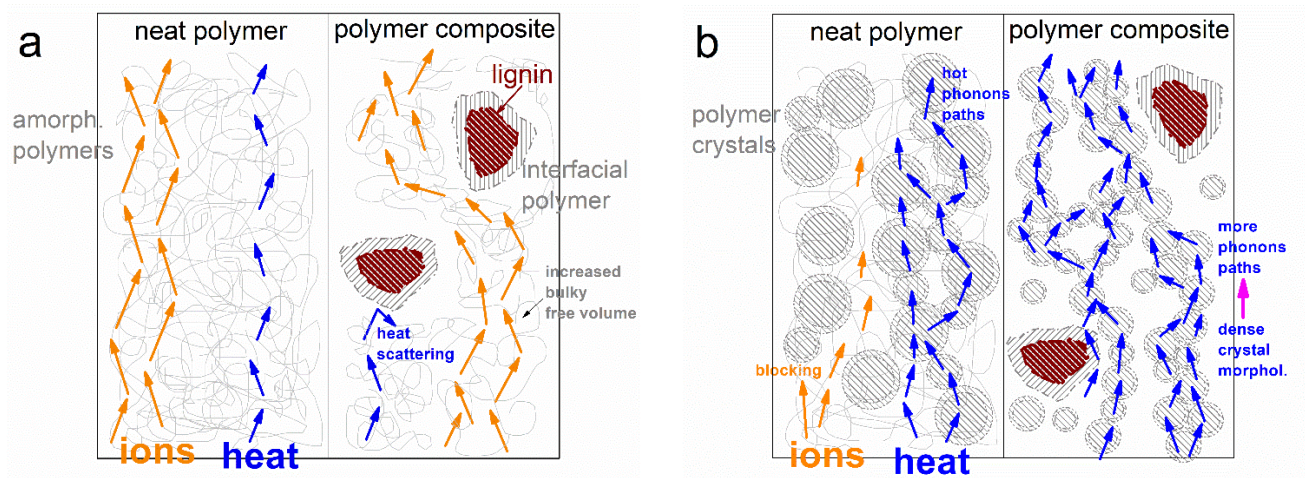 a
neat polymer
polymer composite
lignin
amorph.
polymers
Interfacial
polymer
increased
bulky
free volume
heat
scattering
ions
heat
b
neat polymer
polymer composite
hot
phonons
paths
polymer
crystals
more
phonons
paths
dense
crystal
morphol.
blocking
ions
heat